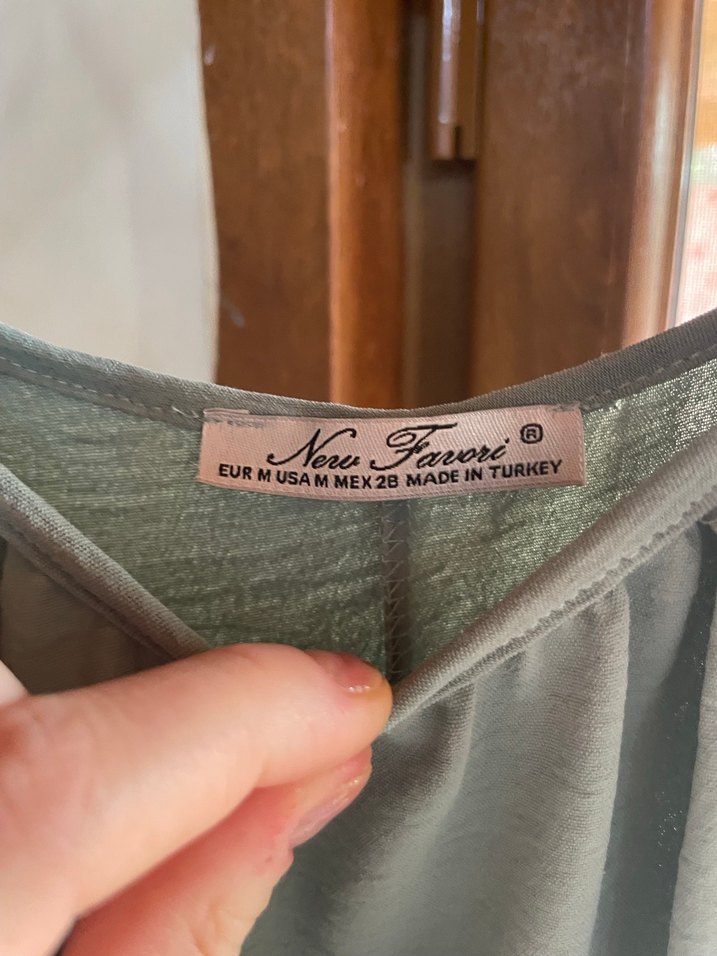 New Favori ®
EUR M USA M MEX 28 MADE IN TURKEY